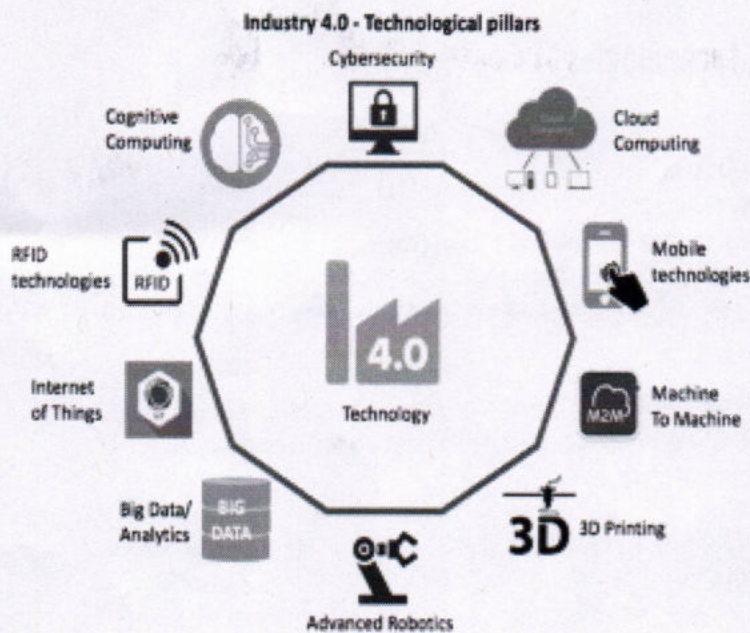 Industry 4.0 - Technological pillars
Cybersecurity
Cognitive
Computing
Cloud
Computing
RFID
technologies
RFID
Mobile
technologies
4.0
Technology
Internet
of Things
M2M
Machine
To Machine
Big Data/
Analytics
BIG
DATA
3D
3D Printing
Advanced Robotics